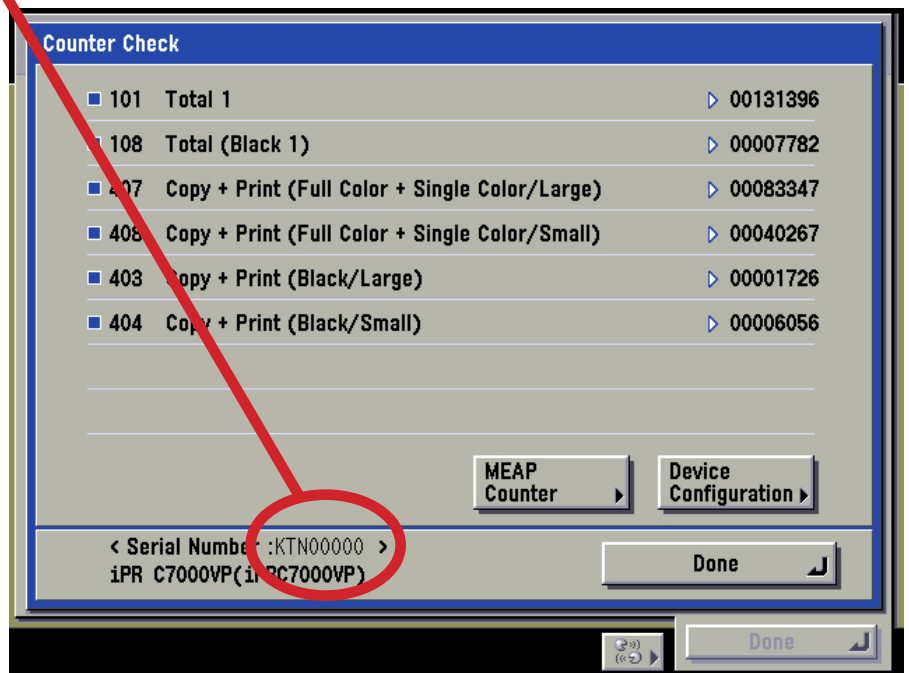 Counter Check
101 Total 1 00131396
108 Total (Black 1) 00007782
407 Copy + Print (Full Color + Single Color/Large) 00083347
408 Copy + Print (Full Color + Single Color/Small) 00040267
403 Copy + Print (Black/Large) 00001726
404 Copy + Print (Black/Small) 00006056
MEAP
Counter
Device
Configuration
< Serial Number :KTN00000 >
iPR C7000VP(iPRC7000VP)
Done
Done